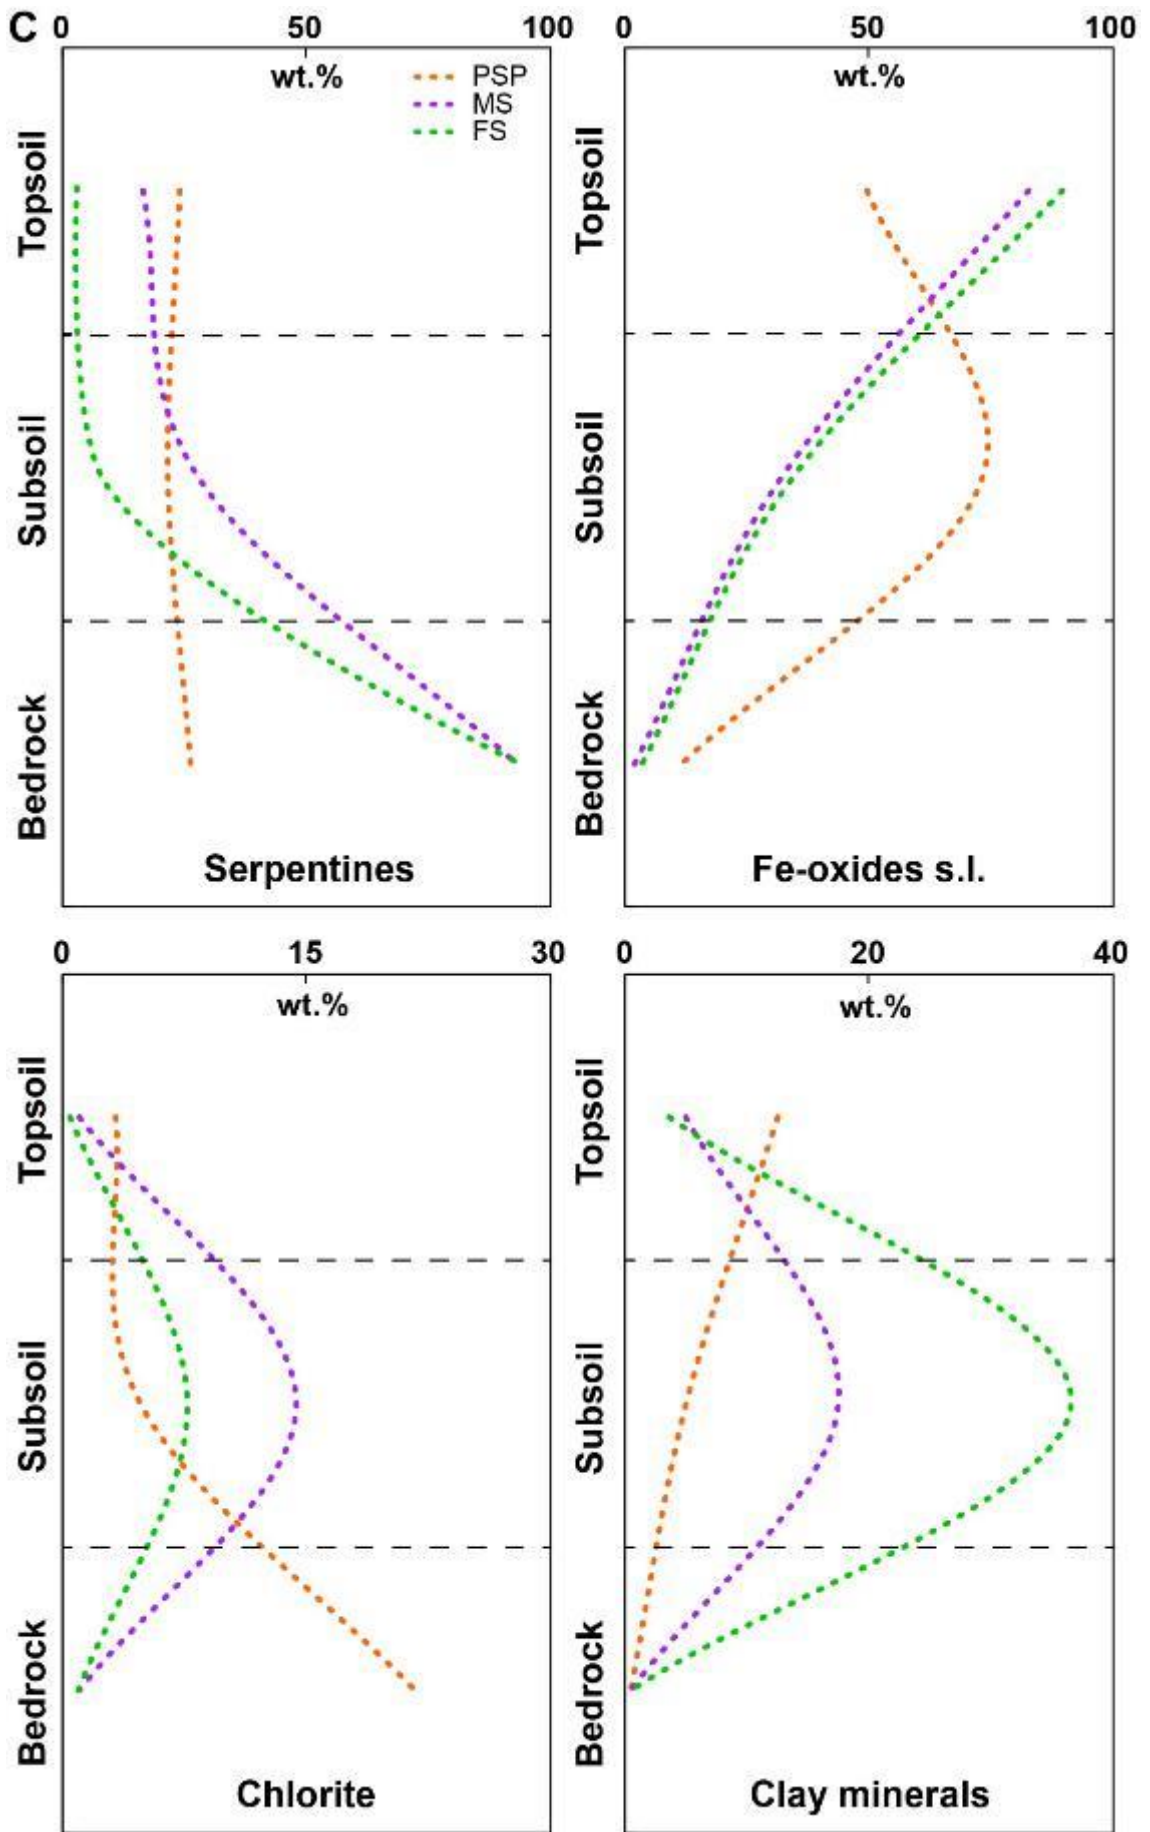 C 0 50 100
wt.%
PSP
MS
FS
Topsoil
Subsoil
Bedrock
Serpentines
0 50 100
wt.%
Topsoil
Subsoil
Bedrock
Fe-oxides s.l.
0 15 30
wt.%
Topsoil
Subsoil
Bedrock
Chlorite
0 20 40
wt.%
Topsoil
Subsoil
Bedrock
Clay minerals